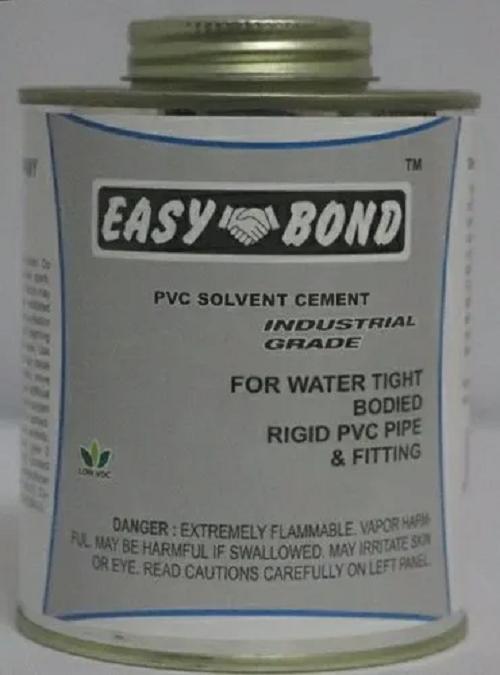 TM
EASY BOND
PVC SOLVENT CEMENT
INDUSTRIAL
GRADE
FOR WATER TIGHT
BODIED
RIGID PVC PIPE
& FITTING
LOW VOC
DANGER : EXTREMELY FLAMMABLE. VAPOR HARM-
FUL. MAY BE HARMFUL IF SWALLOWED. MAY IRRITATE SKIN
OR EYE. READ CAUTIONS CAREFULLY ON LEFT PANEL.